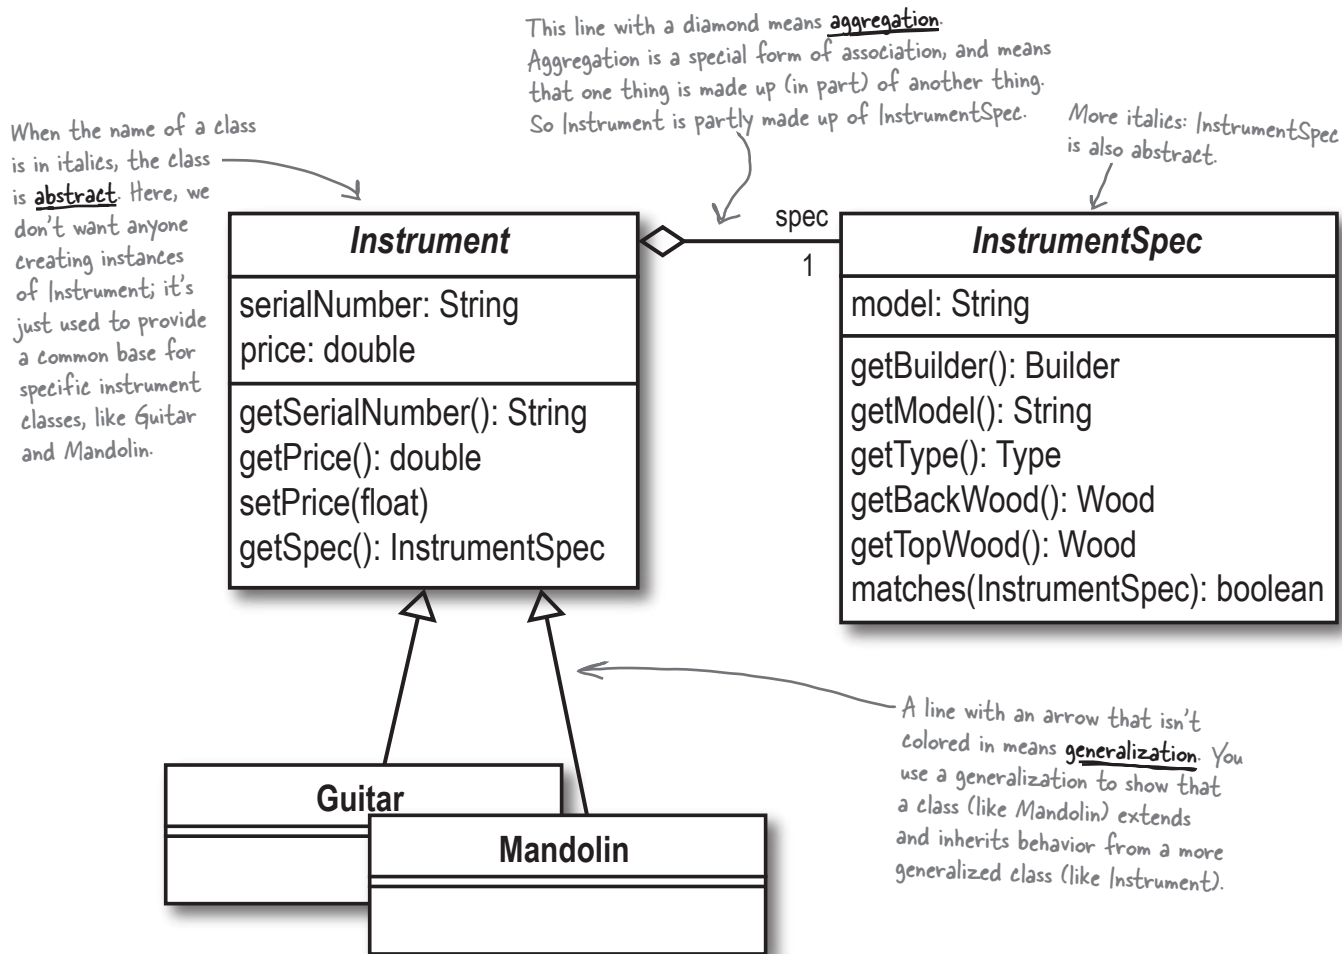 This line with a diamond means aggregation.
Aggregation is a special form of association, and means
that one thing is made up (in part) of another thing.
So Instrument is partly made up of InstrumentSpec.
More italics: InstrumentSpec
is also abstract.
When the name of a class
is in italics, the class
is abstract. Here, we
don't want anyone
creating instances
of Instrument; it's
just used to provide
a common base for
specific instrument
classes, like Guitar
and Mandolin.
Instrument
serialNumber: String
price: double
getSerialNumber(): String
getPrice(): double
setPrice(float)
getSpec(): InstrumentSpec
spec
1
InstrumentSpec
model: String
getBuilder(): Builder
getModel(): String
getType(): Type
getBackWood(): Wood
getTopWood(): Wood
matches(InstrumentSpec): boolean
A line with an arrow that isn't
colored in means generalization. You
use a generalization to show that
a class (like Mandolin) extends
and inherits behavior from a more
generalized class (like Instrument).
Guitar
Mandolin